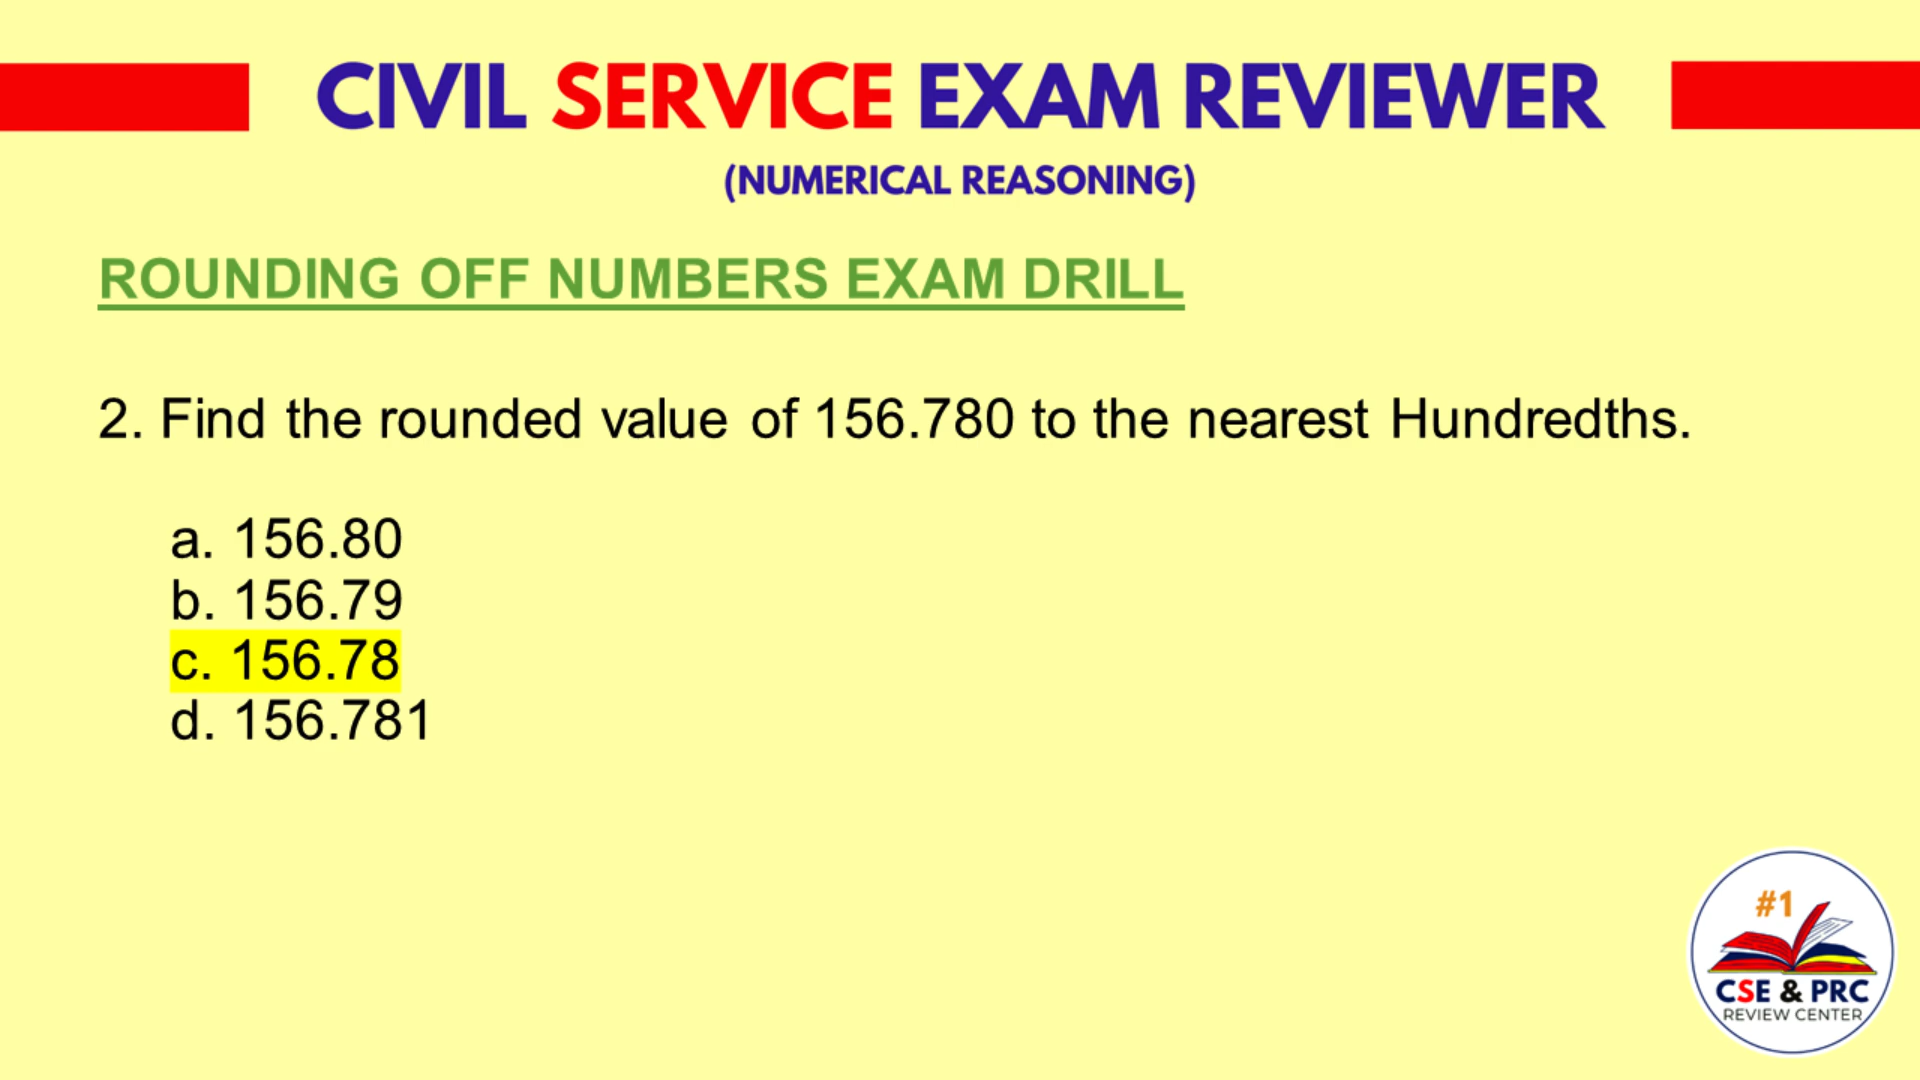 CIVIL SERVICE EXAM REVIEWER
(NUMERICAL REASONING)
ROUNDING OFF NUMBERS EXAM DRILL
2. Find the rounded value of 156.780 to the nearest Hundredths.
a. 156.80
b. 156.79
c. 156.78
d. 156.781
#1
CSE & PRC
REVIEW CENTER